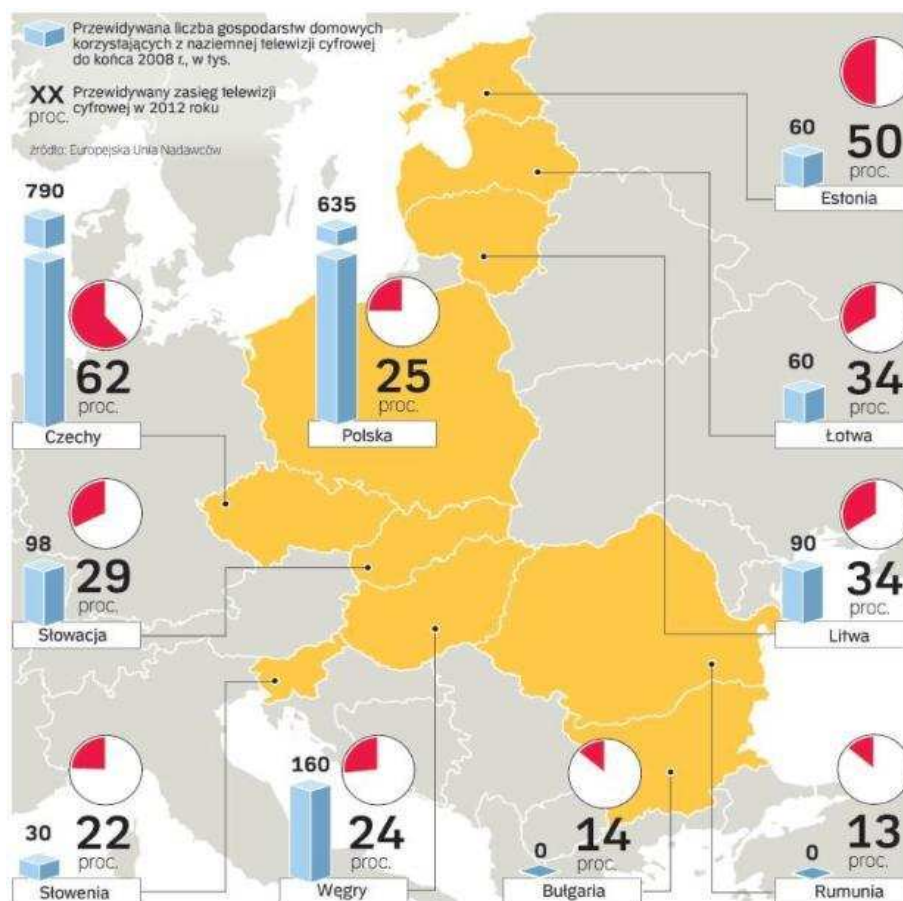 Przewidywana liczba gospodarstw domowych
korzystających z naziemnej telewizji cyfrowej
do końca 2008 r., w tys.
XX
proc.
Przewidywany zasięg telewizji
cyfrowej w 2012 roku
źródło: Europejska Unia Nadawców
60
50
proc.
Estonia
790
62
proc.
Czechy
635
25
proc.
Polska
60
34
proc.
Łotwa
98
29
proc.
Słowacja
90
34
proc.
Litwa
30
22
proc.
Słowenia
160
24
proc.
Węgry
0
14
proc.
Bułgaria
0
13
proc.
Rumunia